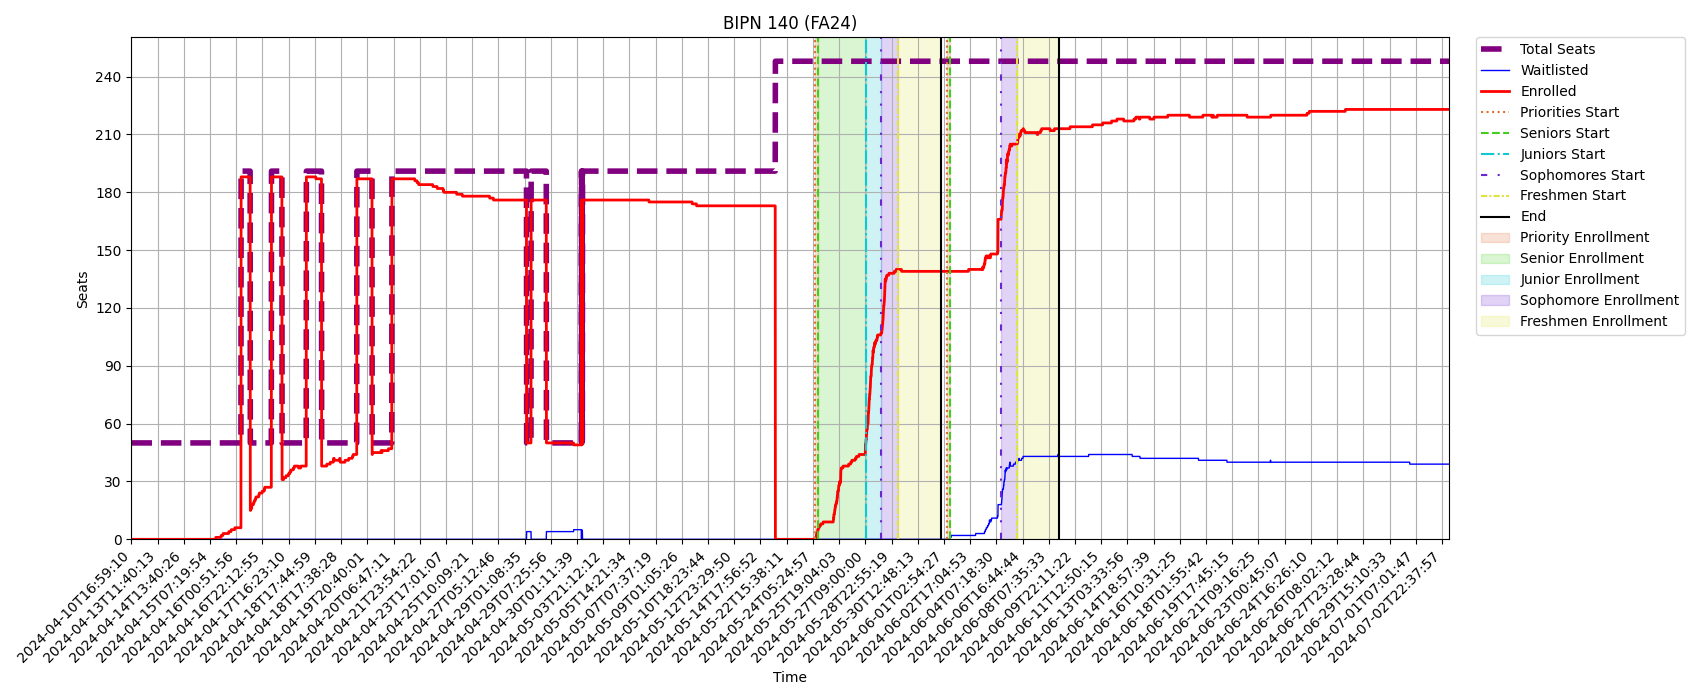 BIPN 140 (FA24)
Seats
240
210
180
150
120
90
60
30
0
Total Seats
Waitlisted
Enrolled
Priorities Start
Seniors Start
Juniors Start
Sophomores Start
Freshmen Start
End
Priority Enrollment
Senior Enrollment
Junior Enrollment
Sophomore Enrollment
Freshmen Enrollment
2024-04-10T16:59:10
2024-04-13T11:40:13
2024-04-14T13:40:26
2024-04-15T07:19:54
2024-04-16T00:51:56
2024-04-16T22:12:55
2024-04-17T16:23:10
2024-04-18T17:44:59
2024-04-18T17:38:28
2024-04-19T20:40:01
2024-04-20T06:47:11
2024-04-21T23:54:22
2024-04-23T01:01:07
2024-04-25T10:09:21
2024-04-27T05:12:46
2024-04-29T01:08:35
2024-04-29T07:25:56
2024-04-30T01:11:39
2024-05-03T21:12:12
2024-05-05T14:21:34
2024-05-07T07:37:19
2024-05-09T01:05:26
2024-05-10T18:23:44
2024-05-12T23:29:50
2024-05-14T17:56:52
2024-05-22T15:38:11
2024-05-24T05:24:57
2024-05-25T19:04:03
2024-05-27T09:00:00
2024-05-28T22:55:19
2024-05-30T12:48:13
2024-06-01T02:54:27
2024-06-02T17:04:53
2024-06-04T07:18:30
2024-06-06T16:44:44
2024-06-08T07:35:33
2024-06-09T22:11:22
2024-06-11T12:50:15
2024-06-13T03:33:56
2024-06-14T18:57:39
2024-06-16T10:31:25
2024-06-18T01:55:42
2024-06-19T17:45:15
2024-06-21T09:16:25
2024-06-23T00:45:07
2024-06-24T16:26:10
2024-06-26T08:02:12
2024-06-27T23:28:44
2024-06-29T15:10:33
2024-07-01T07:01:47
2024-07-02T22:37:57
Time